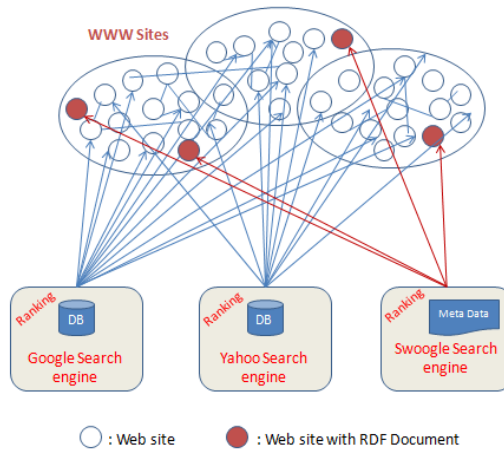 WWW Sites
Ranking
DB
Google Search
engine
Ranking
DB
Yahoo Search
engine
Ranking
Meta Data
Swoogle Search
engine
: Web site
: Web site with RDF Document